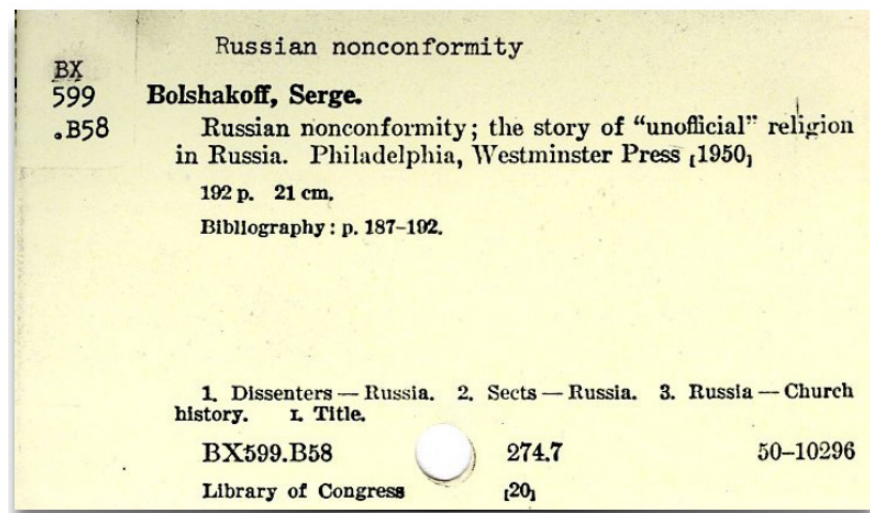 Russian nonconformity
BX
599 Bolshakoff, Serge.
.B58 Russian nonconformity; the story of “unofficial” religion
in Russia. Philadelphia, Westminster Press [1950]
192 p. 21 cm.
Bibliography: p. 187–192.
1. Dissenters — Russia. 2. Sects — Russia. 3. Russia — Church
history. I. Title.
BX599.B58 274.7 50–10296
Library of Congress [20]